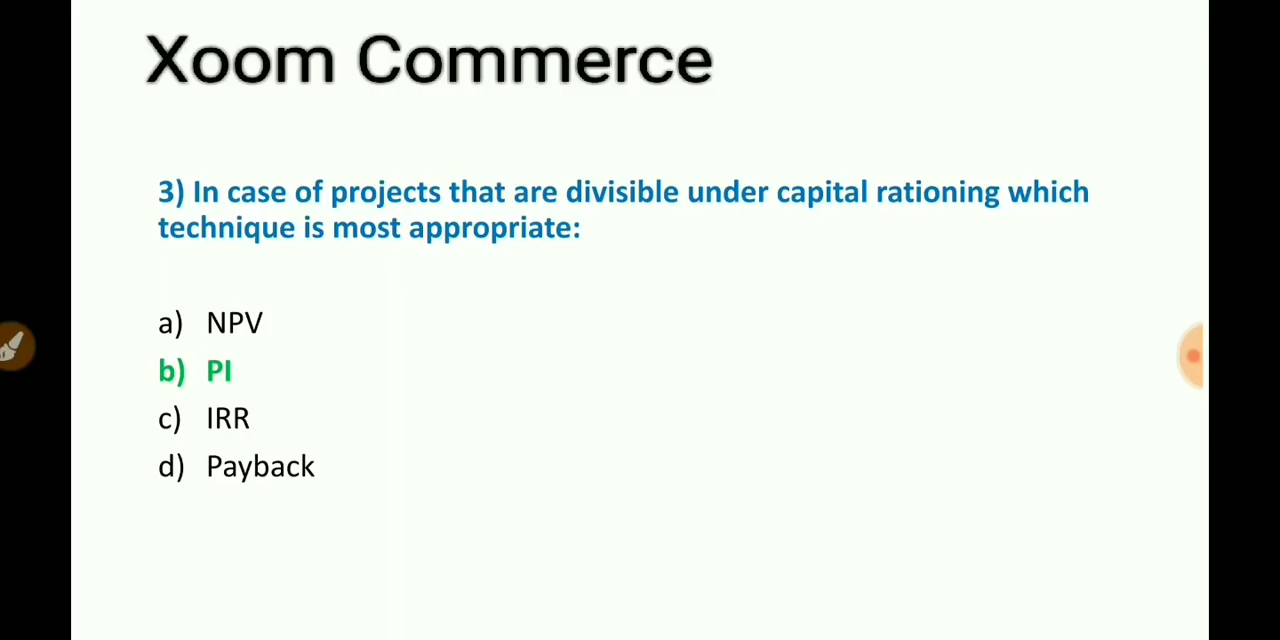 Xoom Commerce
3) In case of projects that are divisible under capital rationing which
technique is most appropriate:
a) NPV
b) PI
c) IRR
d) Payback